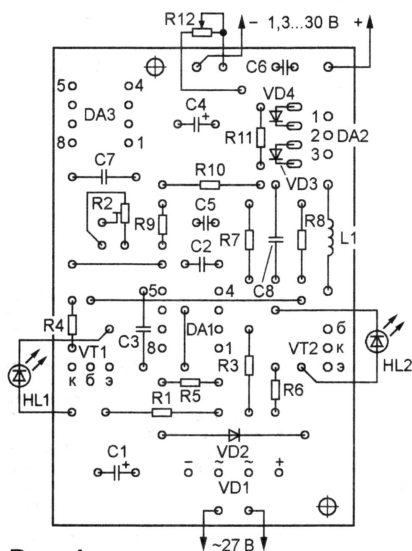 R12
− 1,3...30 В +
5 4
C6
DA3
C4 +
VD4
1
8 1
R11
2 DA2
3
C7
VD3
R10
R2
R9
C5
R7
R8
L1
C2
C8
5 4
R4
C3
DA1
б
VT1
8 1
VT2
к
R3
э
к б э
HL1
HL2
R5
R6
R1
VD2
C1 +
− ~ ~ +
VD1
~27 В